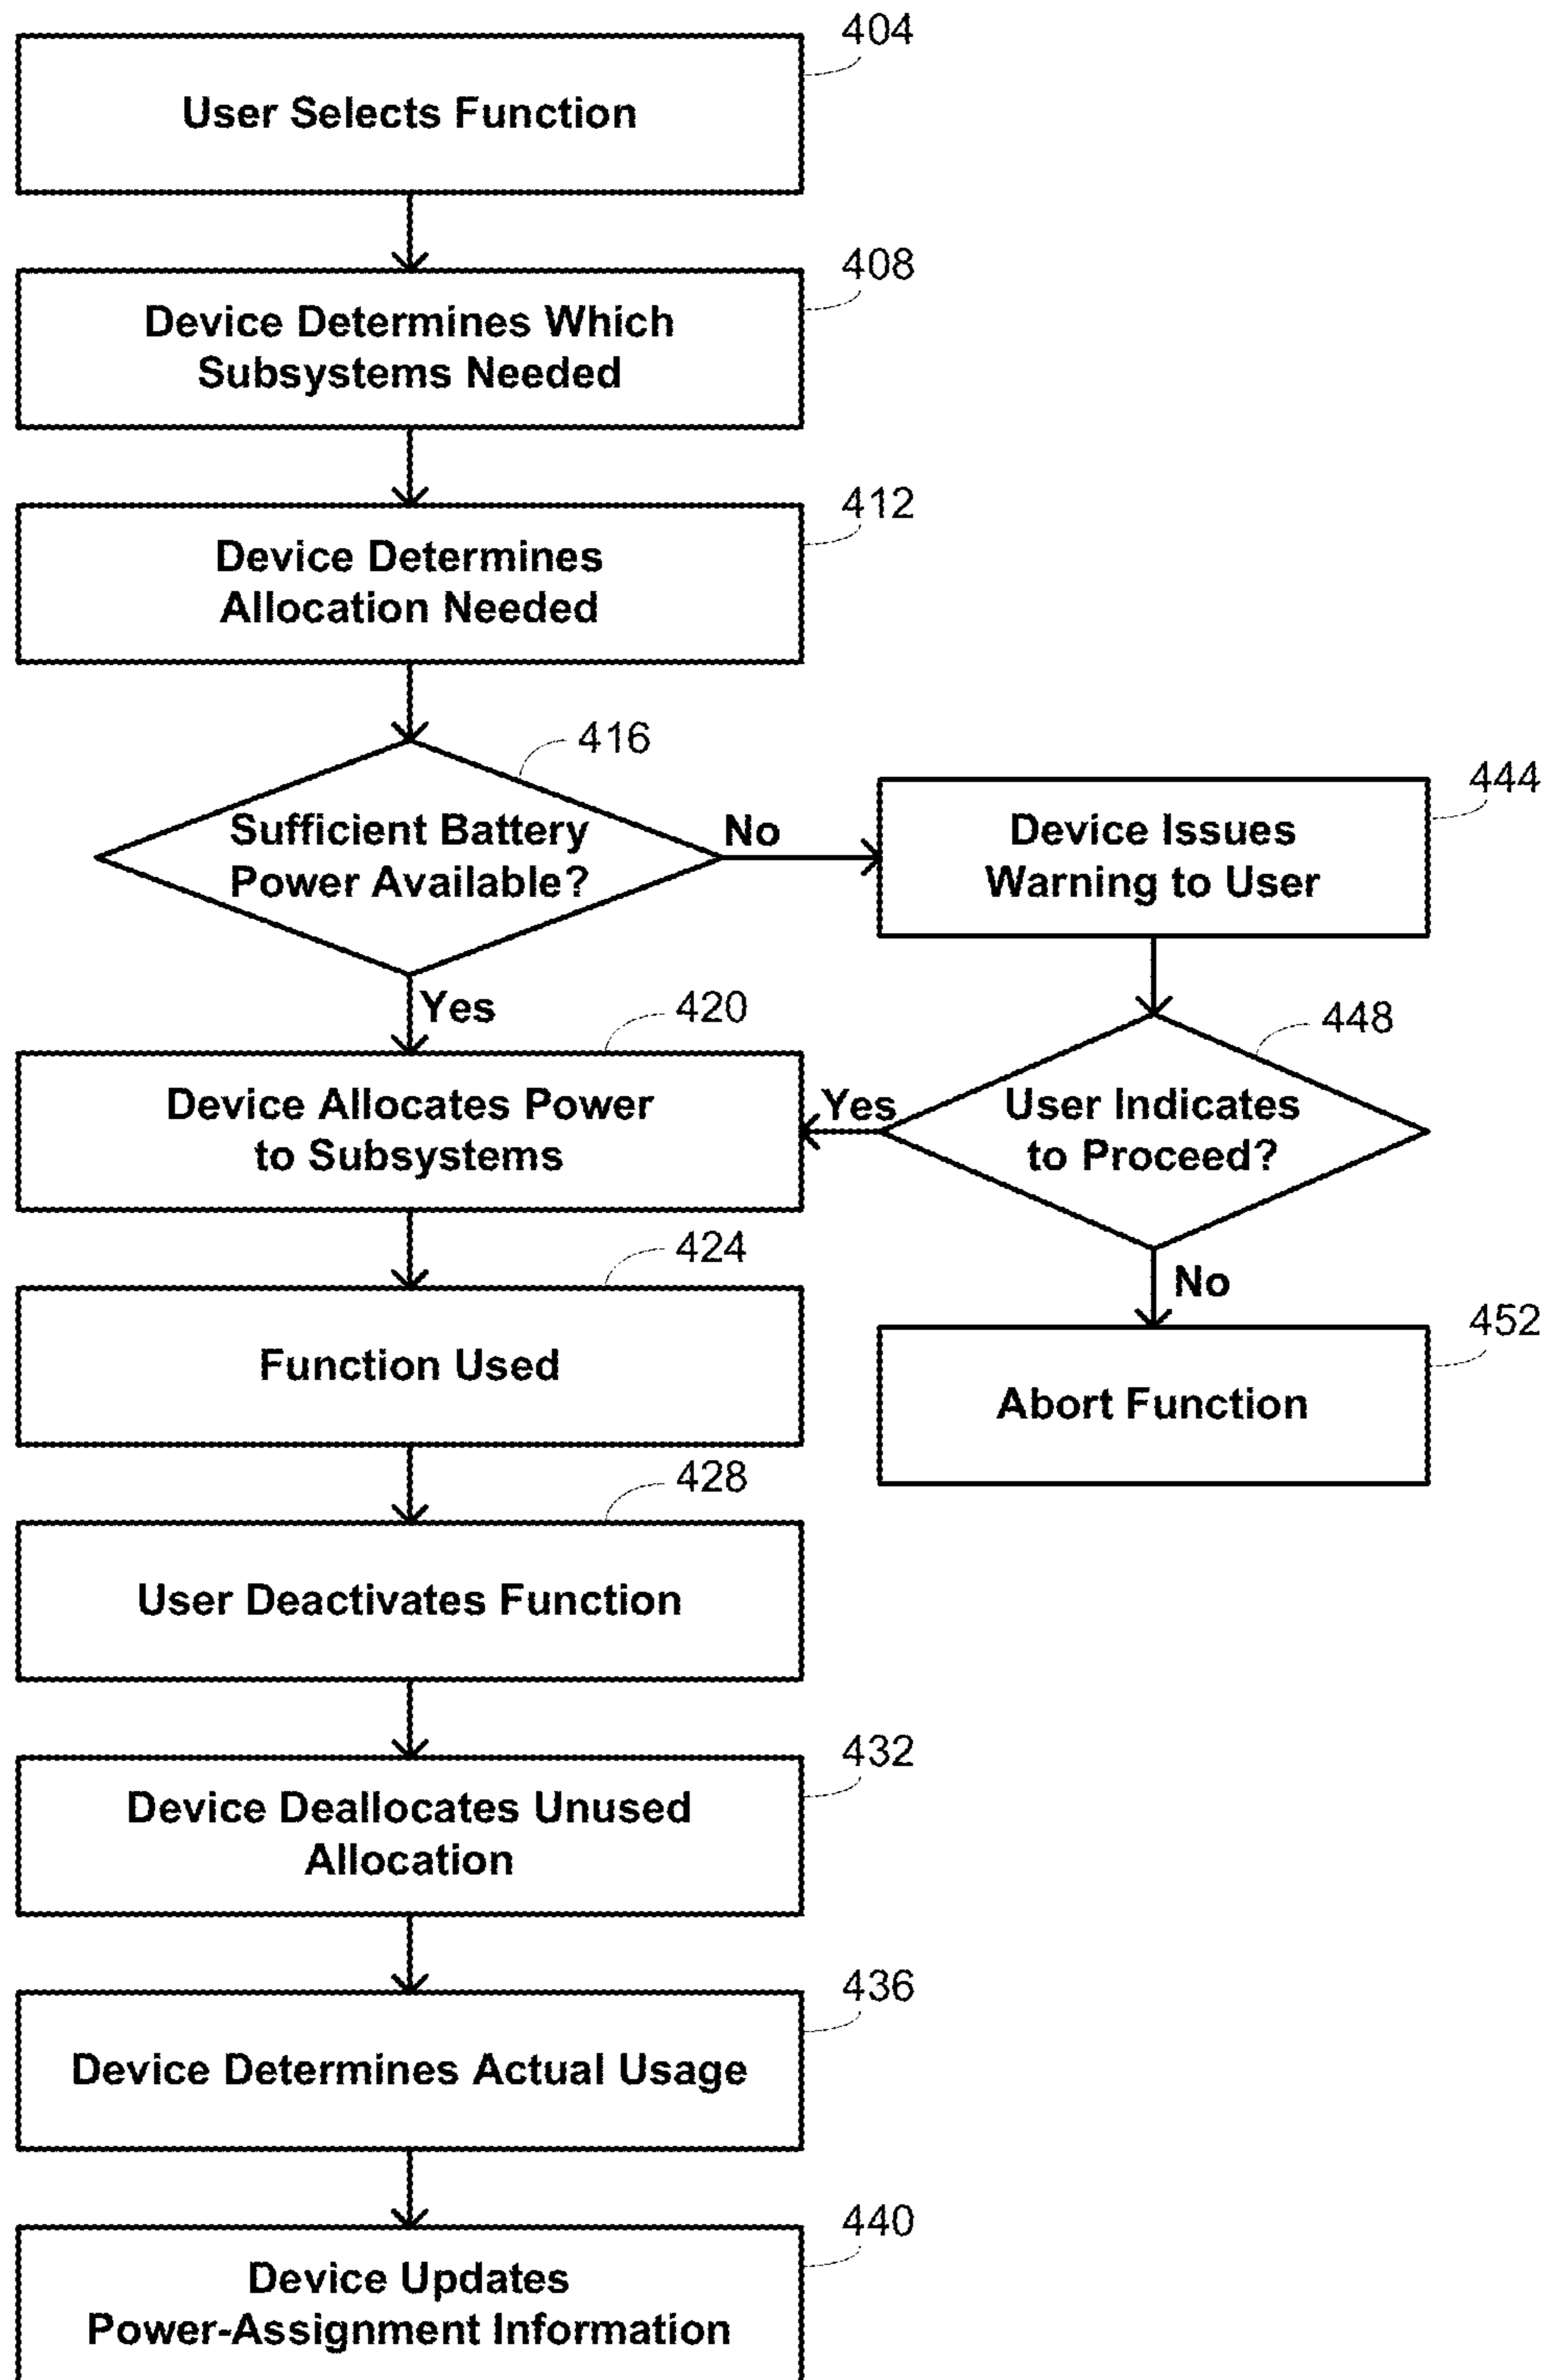 404
User Selects Function
408
Device Determines Which
Subsystems Needed
412
Device Determines
Allocation Needed
416
Sufficient Battery
Power Available?
No
444
Device Issues
Warning to User
Yes
420
Device Allocates Power
to Subsystems
448
Yes
User Indicates
to Proceed?
No
424
Function Used
452
Abort Function
428
User Deactivates Function
432
Device Deallocates Unused
Allocation
436
Device Determines Actual Usage
440
Device Updates
Power-Assignment Information